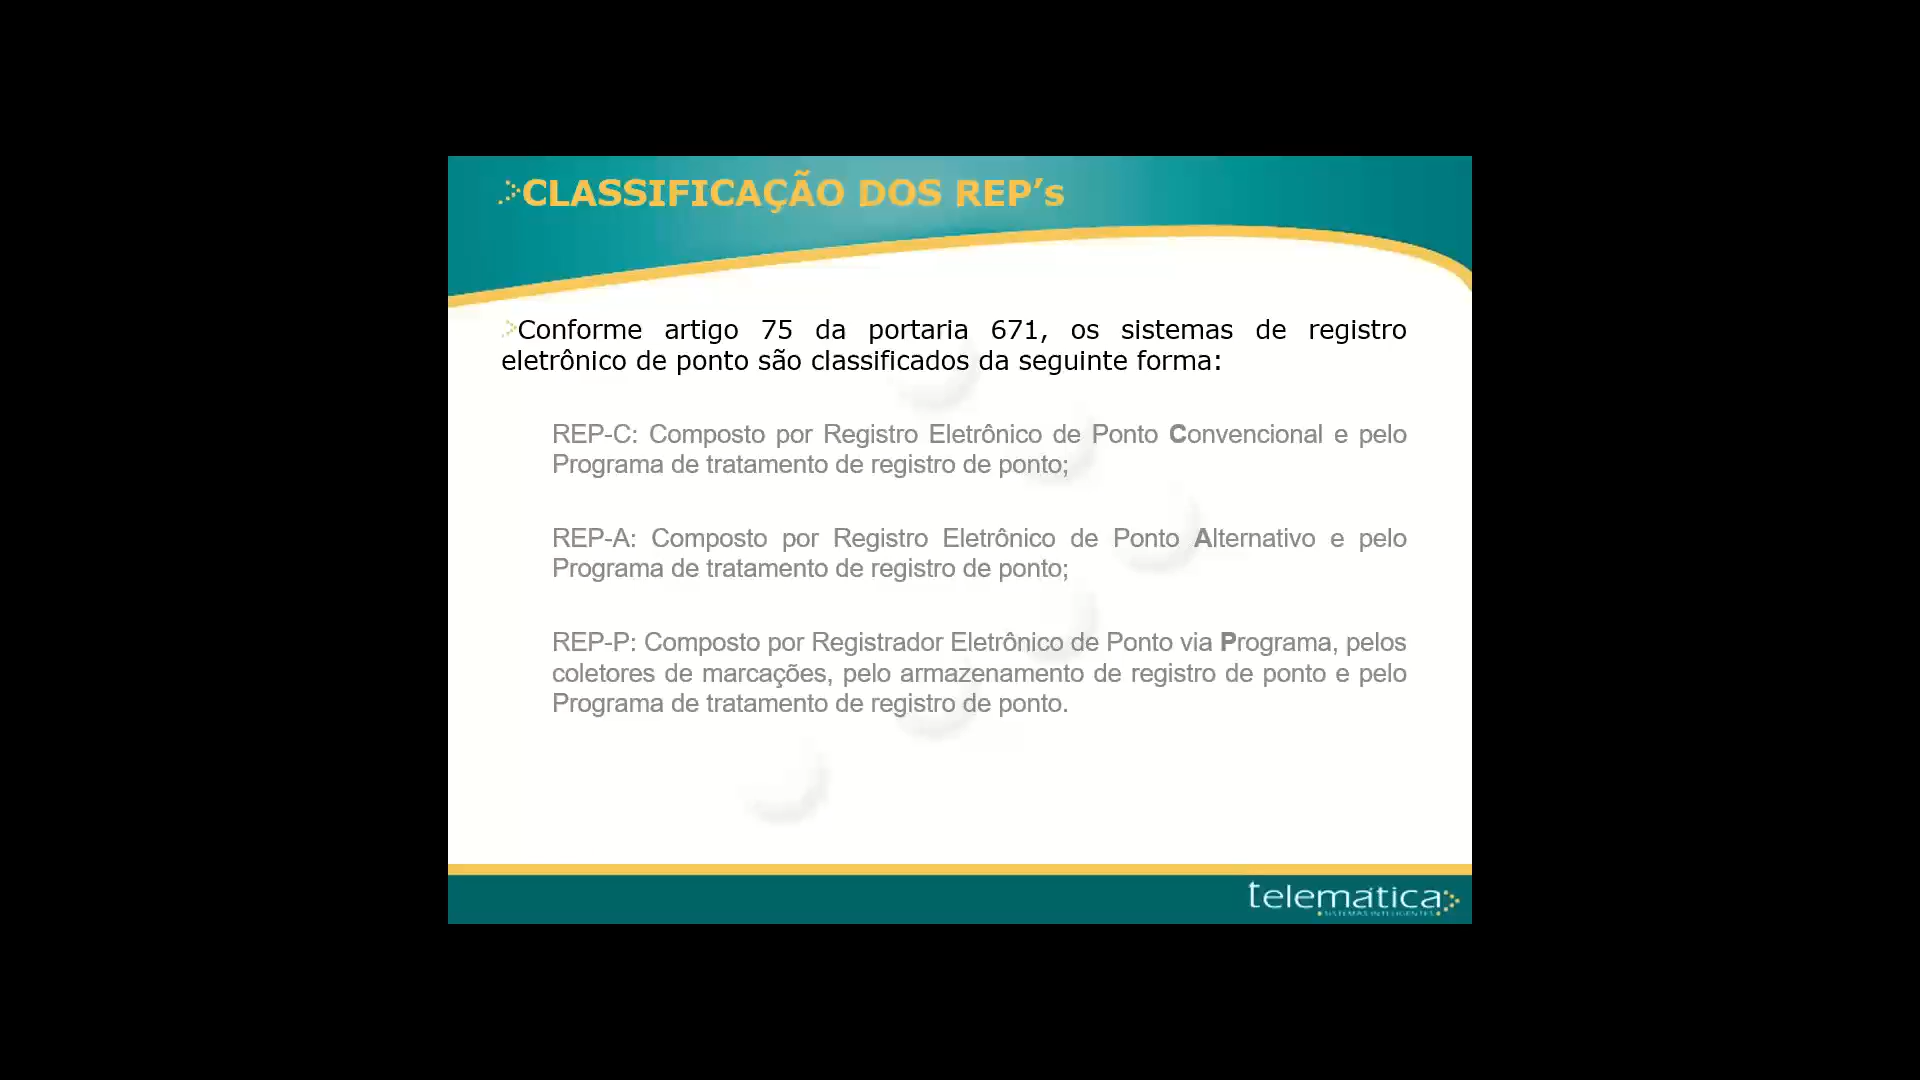 CLASSIFICAÇÃO DOS REP’s
Conforme artigo 75 da portaria 671, os sistemas de registro
eletrônico de ponto são classificados da seguinte forma:
REP-C: Composto por Registro Eletrônico de Ponto Convencional e pelo
Programa de tratamento de registro de ponto;
REP-A: Composto por Registro Eletrônico de Ponto Alternativo e pelo
Programa de tratamento de registro de ponto;
REP-P: Composto por Registrador Eletrônico de Ponto via Programa, pelos
coletores de marcações, pelo armazenamento de registro de ponto e pelo
Programa de tratamento de registro de ponto.
telemática
SISTEMAS INTELIGENTES